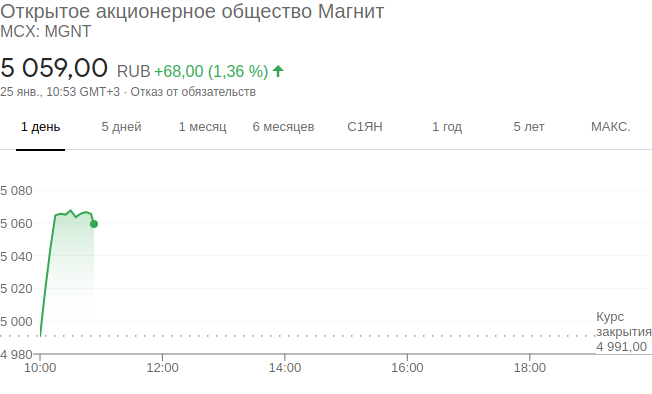 Открытое акционерное общество Магнит
MCX: MGNT
5 059,00 RUB +68,00 (1,36 %)
25 янв., 10:53 GMT+3 · Отказ от обязательств
1 день 5 дней 1 месяц 6 месяцев С1ЯН 1 год 5 лет МАКС.
5 080
5 060
5 040
5 020
5 000
Курс
закрытия
4 991,00
4 980
10:00 12:00 14:00 16:00 18:00